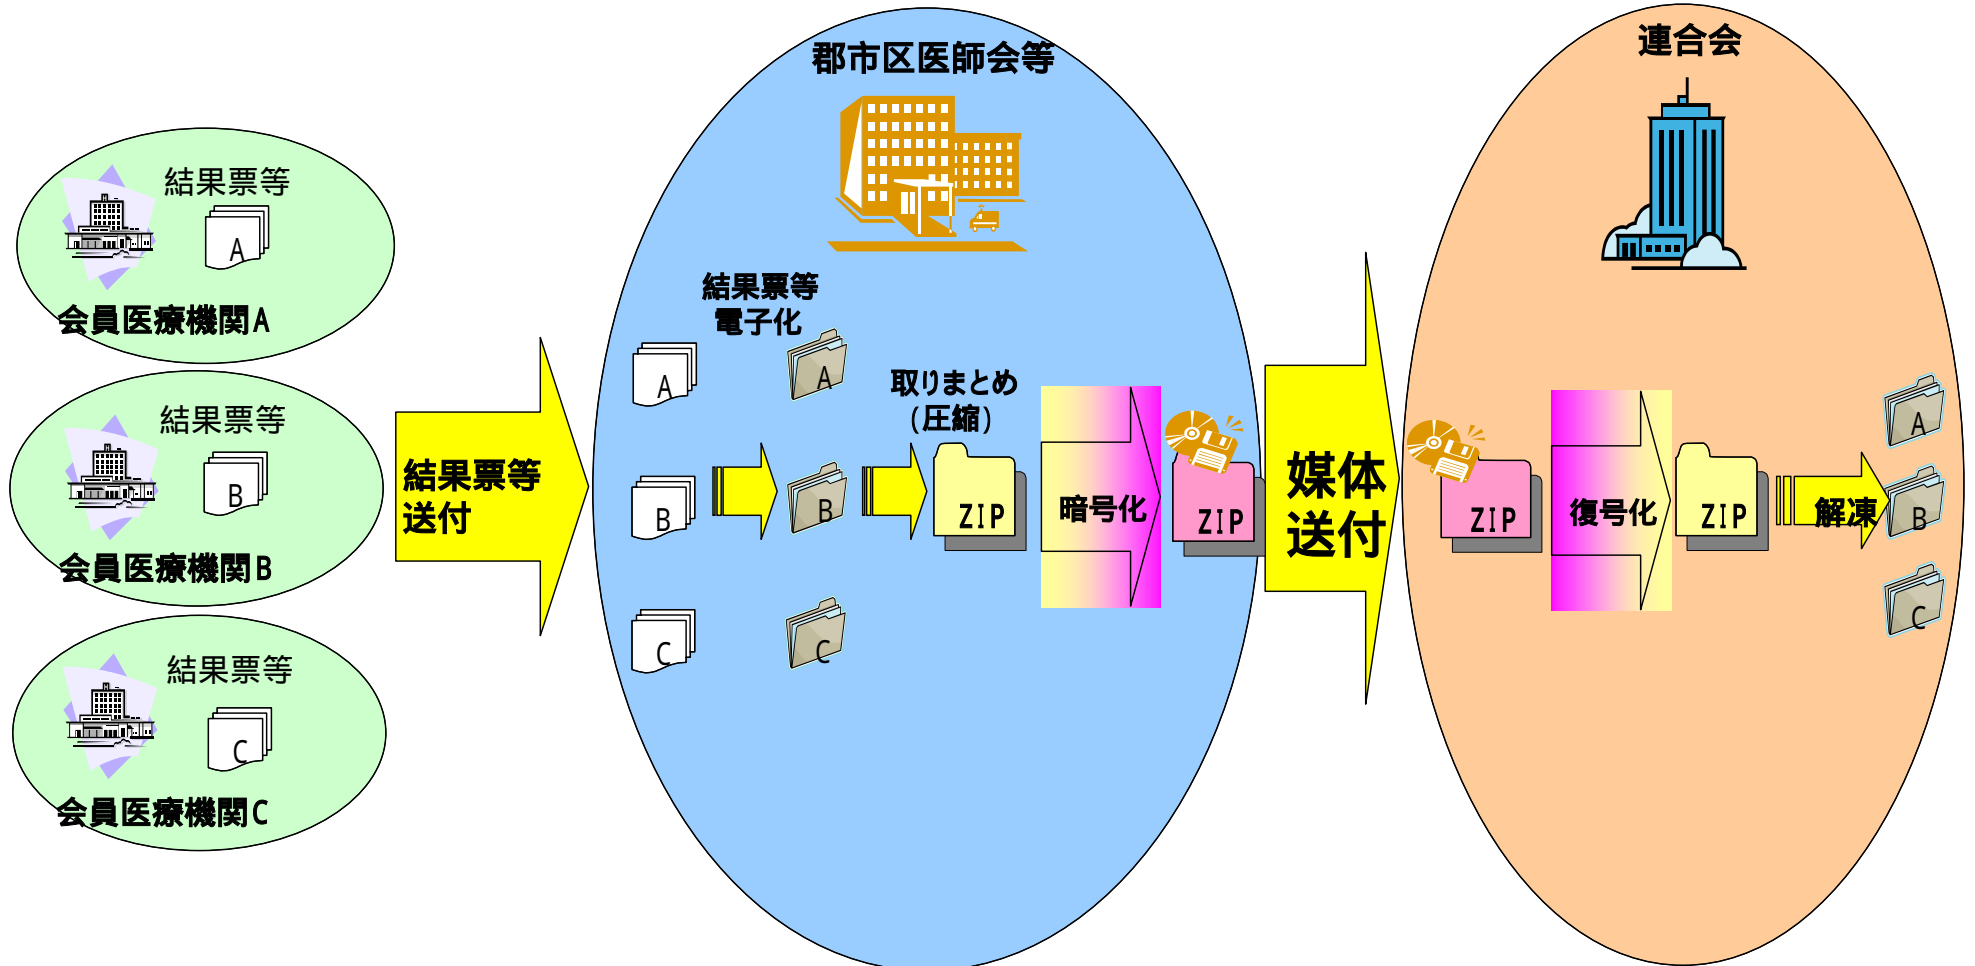 結果票等
A
会員医療機関A
結果票等
B
会員医療機関B
結果票等
C
会員医療機関C
結果票等
送付
郡市区医師会等
結果票等
電子化
A
B
C
A
B
C
取りまとめ
(圧縮)
ZIP
暗号化
ZIP
媒体
送付
連合会
ZIP
復号化
ZIP
解凍
A
B
C